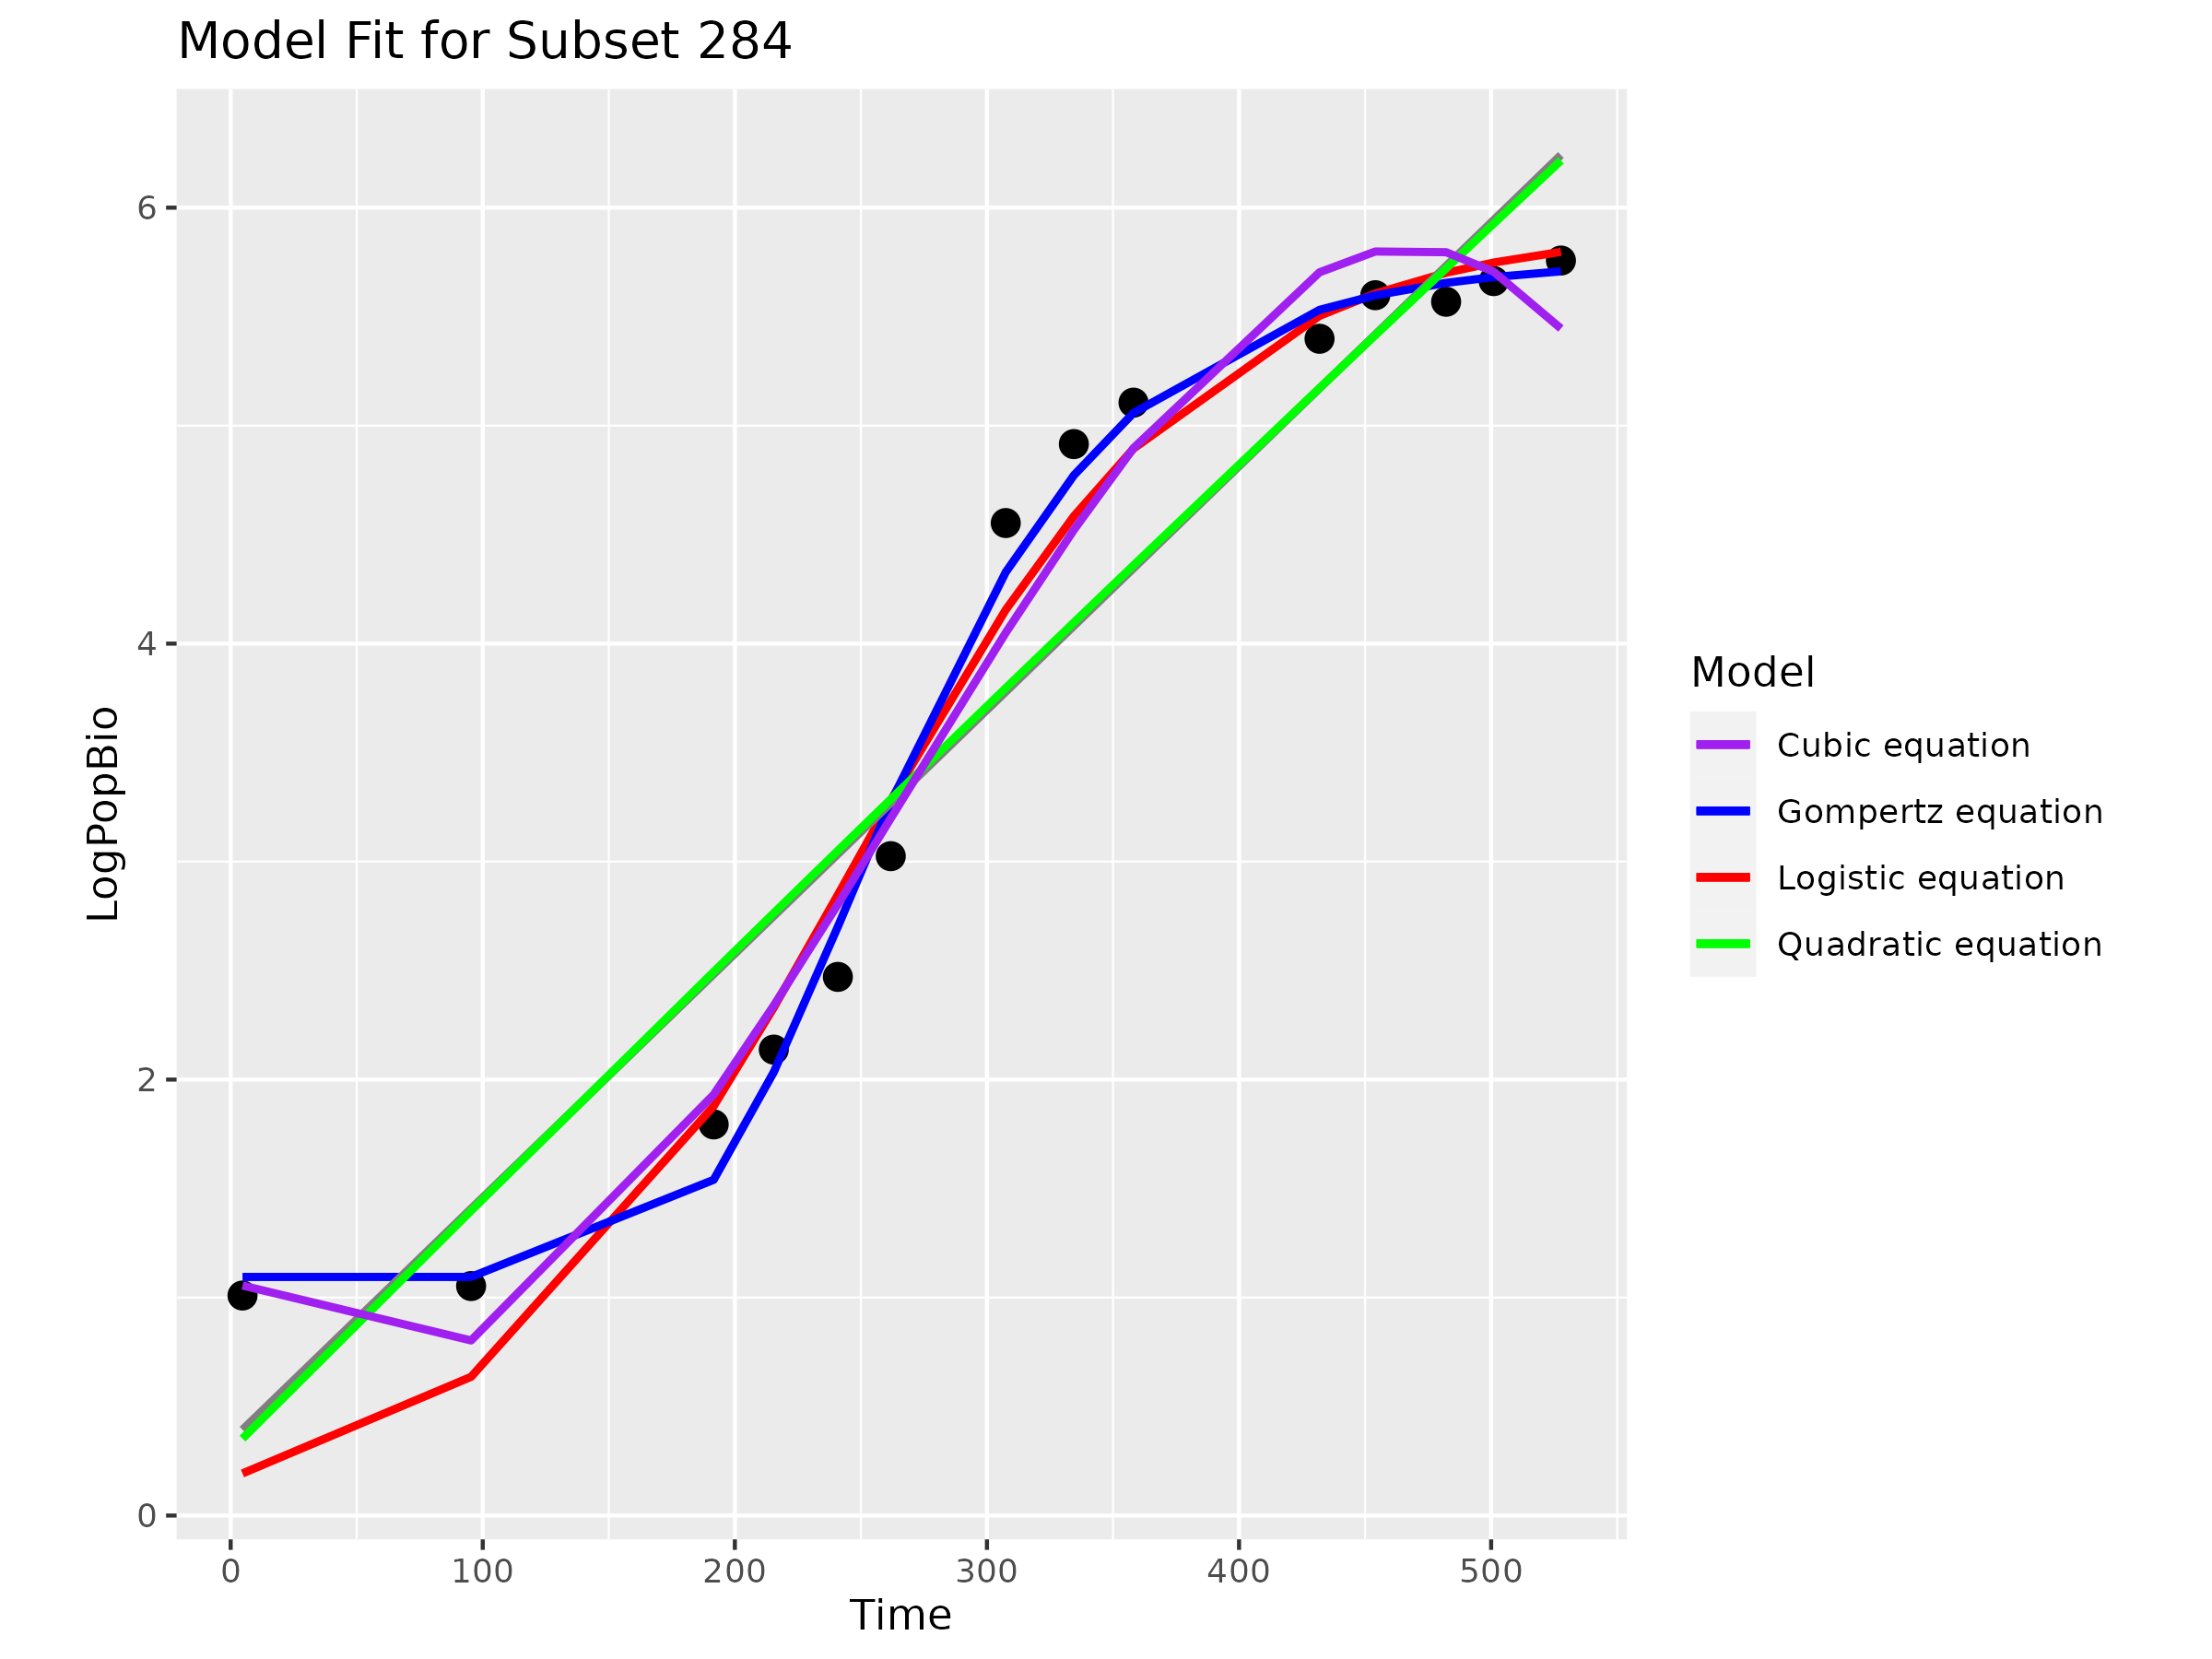 Model Fit for Subset 284
6
4
2
0
LogPopBio
0 100 200 300 400 500
Time
Model
Cubic equation
Gompertz equation
Logistic equation
Quadratic equation